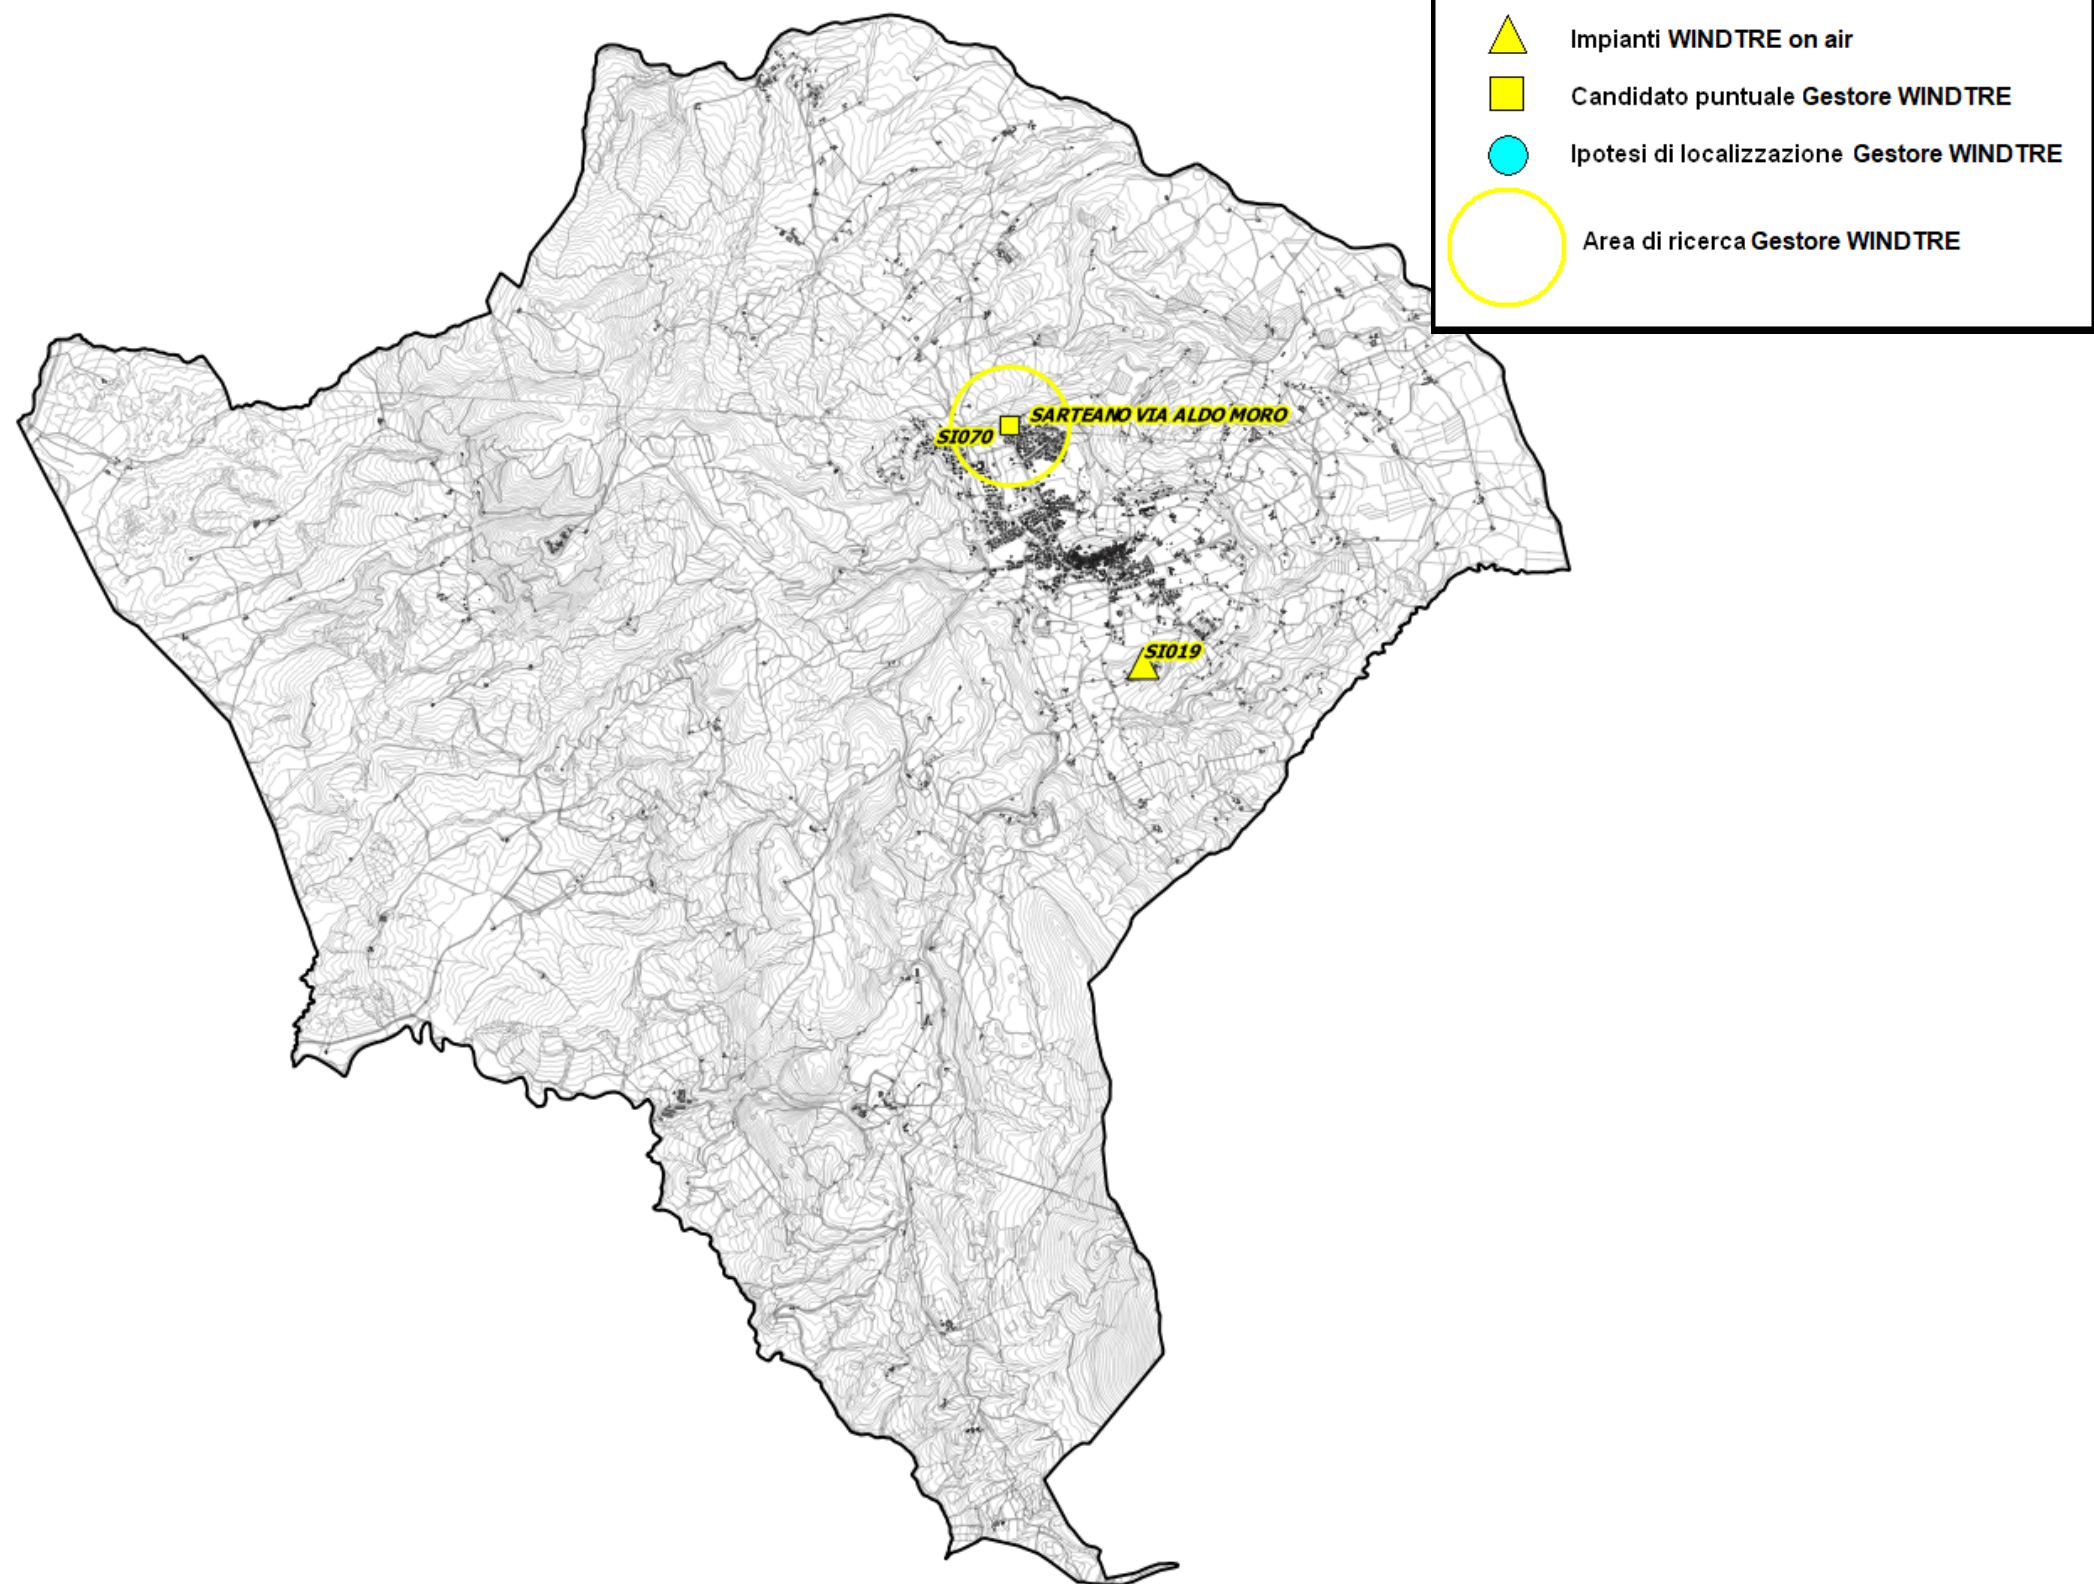 Impianti WINDTRE on air
Candidato puntuale Gestore WINDTRE
Ipotesi di localizzazione Gestore WINDTRE
Area di ricerca Gestore WINDTRE
SARTEANO VIA ALDO MORO
SI070
SI019